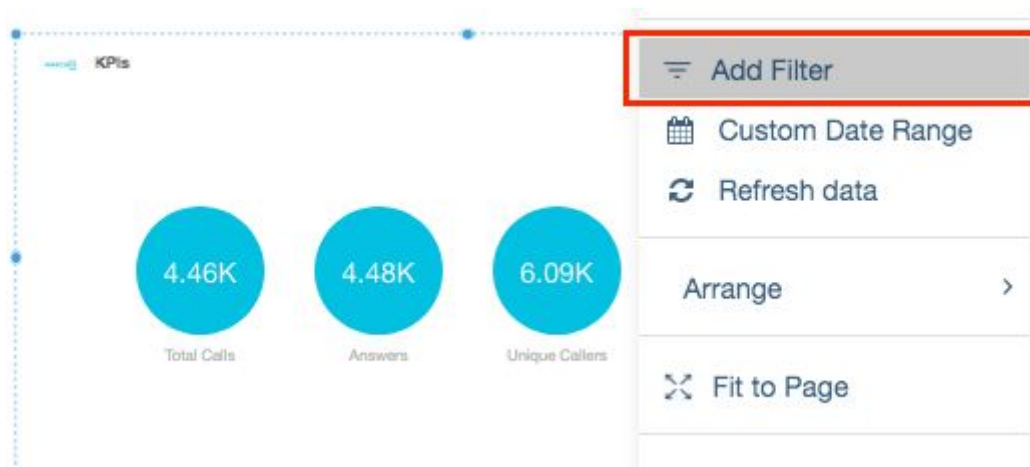 KPIs
4.46K
4.48K
6.09K
Total Calls
Answers
Unique Callers
Add Filter
Custom Date Range
Refresh data
Arrange
Fit to Page